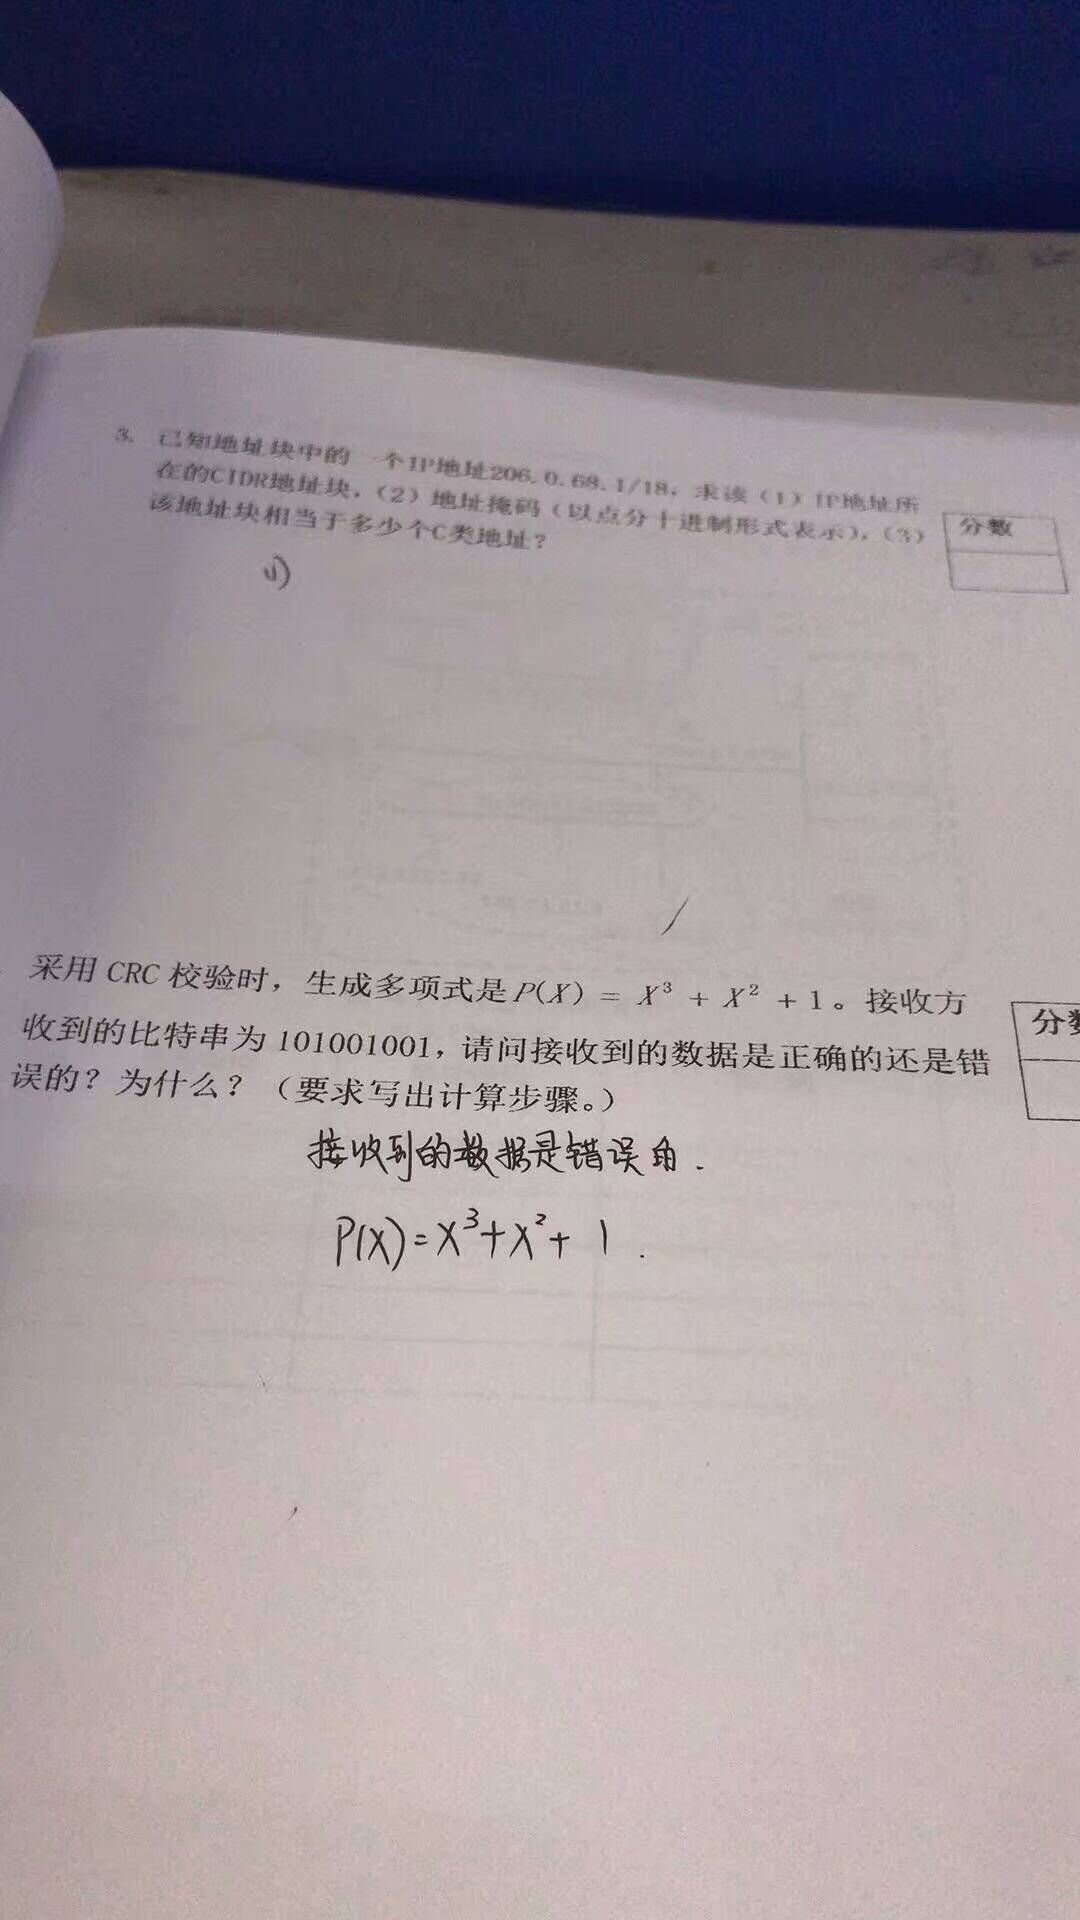 3. 已知地址块中的一个IP地址206.0.68.1/18，求该（1）IP地址所
在的CIDR地址块，（2）地址掩码（以点分十进制形式表示），（3）
该地址块相当于多少个C类地址？
分数
(1)
采用 CRC 校验时，生成多项式是 P(X) = X³ + X² + 1。接收方
收到的比特串为 101001001，请问接收到的数据是正确的还是错
误的？为什么？（要求写出计算步骤。）
分数
接收到的数据是错误的.
P(X)=X³+X²+1.